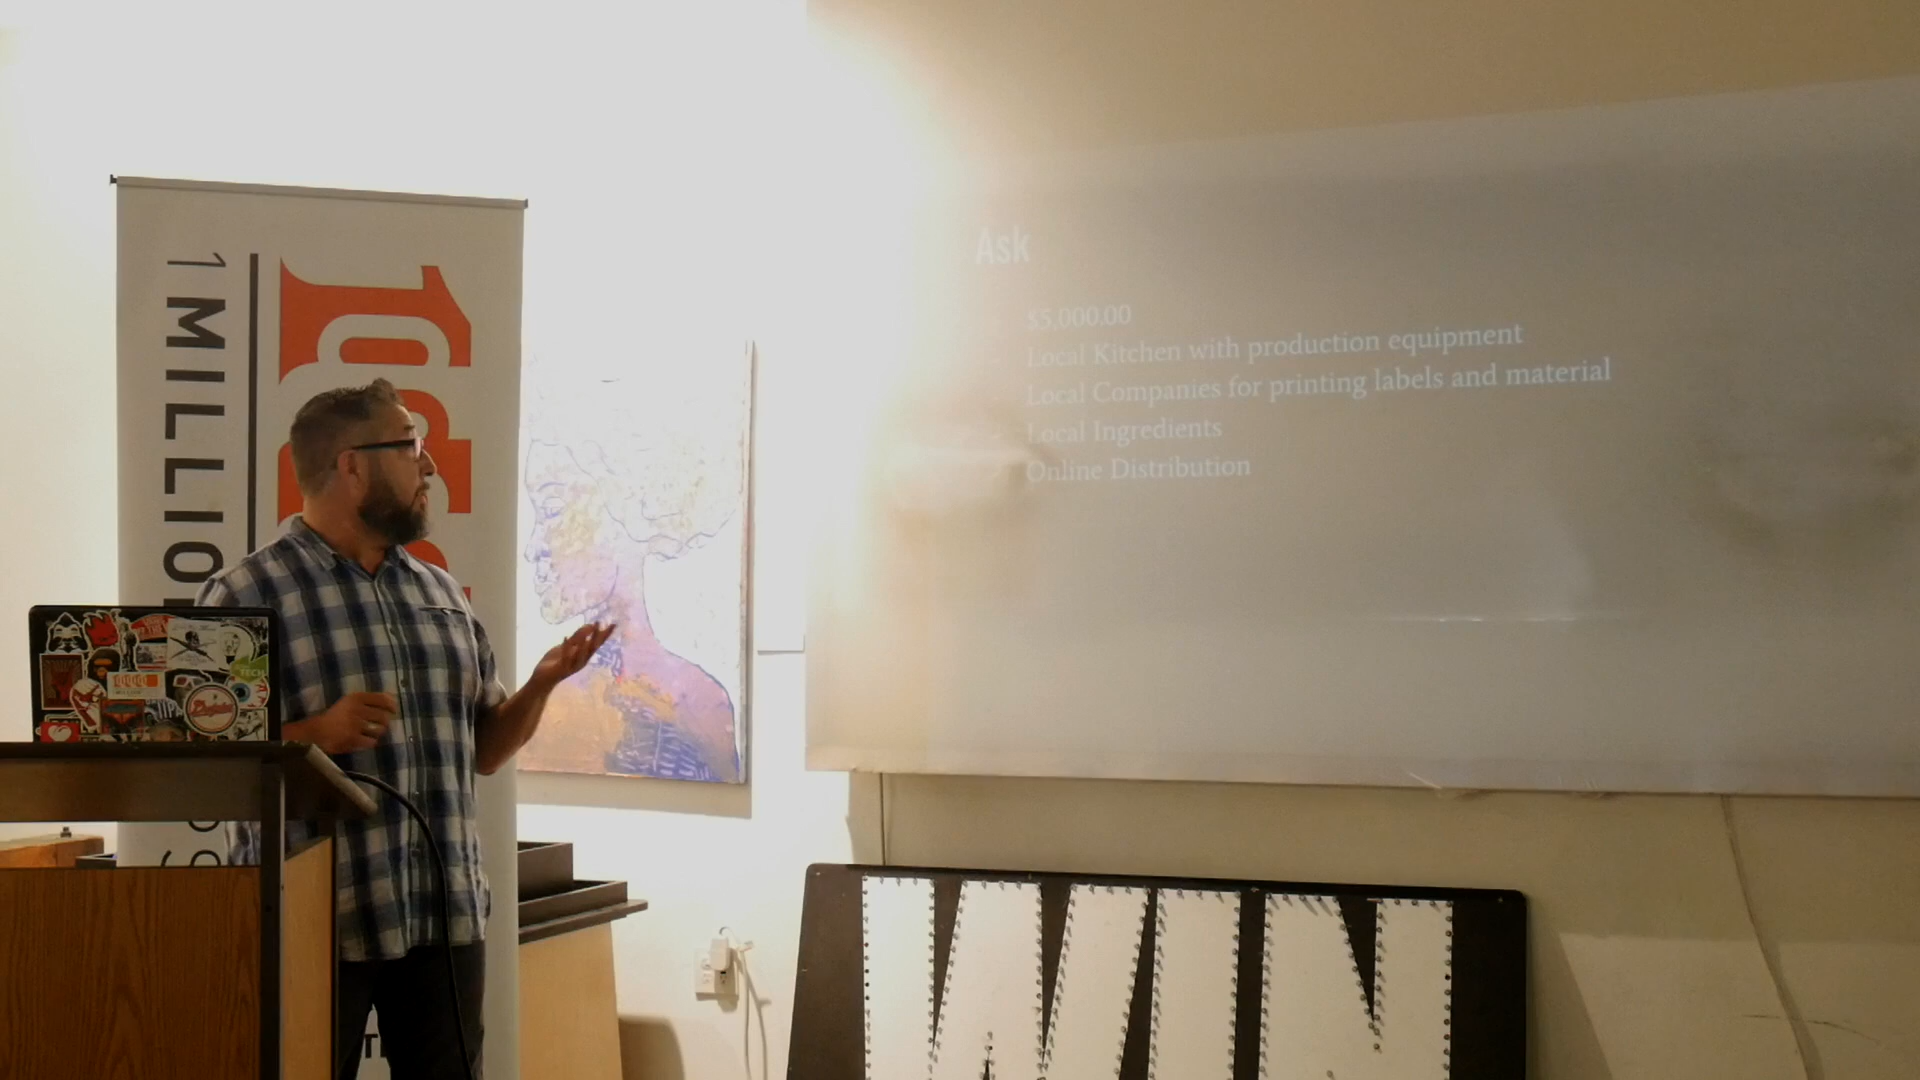 1 MILLIO
Ask
$5,000.00
Local Kitchen with production equipment
Local Companies for printing labels and material
Local Ingredients
Online Distribution
TECH